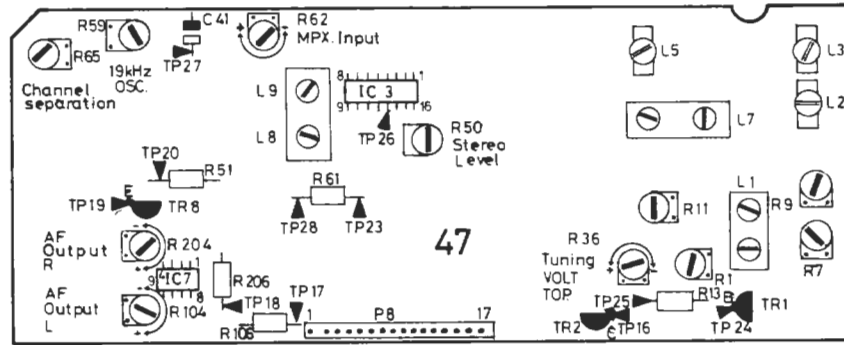 R59
C41
R62
MPX. Input
R65
19kHz
OSC.
TP27
Channel
separation
L5
L3
L9
8
1
IC 3
9
16
L2
L8
TP26
R50
Stereo
Level
L7
TP20
R51
R61
E
TP19
TR8
TP28
TP23
47
R11
L1
R9
AF
Output
R
R204
R36
Tuning
VOLT
TOP.
R1
R7
9
IC7
8
R206
AF
Output
L
R104
TP18
TP17
R106
1
P8
17
TP25
R13
B
TR1
TR2
TP16
TP24